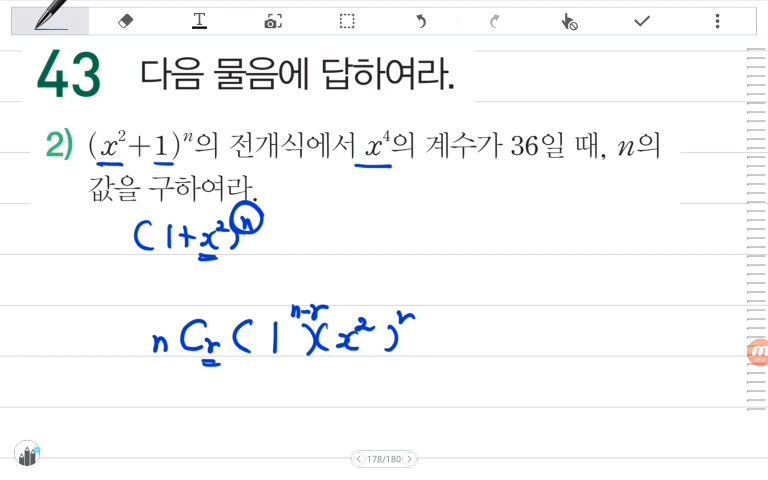 T
43 다음 물음에 답하여라.
2) (x²+1)ⁿ의 전개식에서 x⁴의 계수가 36일 때, n의
값을 구하여라.
(1+x²)ⁿ
nCr(1ⁿ⁻ʳ)(x²)ʳ
178/180